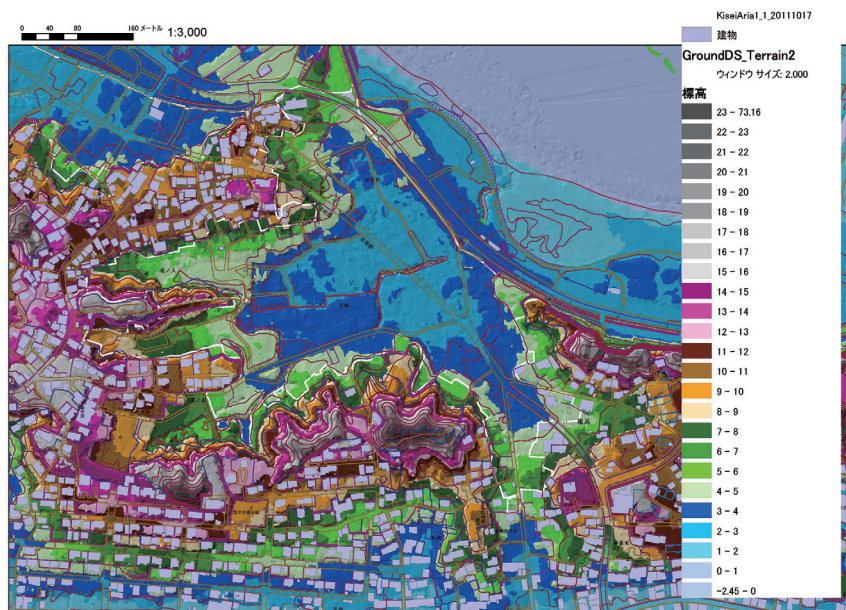 0 40 80 160 メートル
1:3,000
KiseiAria1_1_20111017
建物
GroundDS_Terrain2
ウィンドウ サイズ: 2.000
標高
23 - 73.16
22 - 23
21 - 22
20 - 21
19 - 20
18 - 19
17 - 18
16 - 17
15 - 16
14 - 15
13 - 14
12 - 13
11 - 12
10 - 11
9 - 10
8 - 9
7 - 8
6 - 7
5 - 6
4 - 5
3 - 4
2 - 3
1 - 2
0 - 1
-2.45 - 0